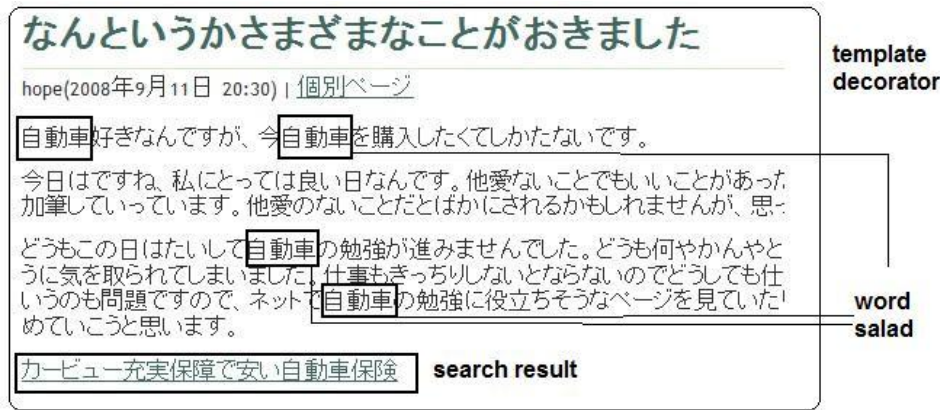 なんというかさまざまなことがおきました
hope(2008年9月11日 20:30) | 個別ページ
自動車好きなんですが、今自動車を購入したくてしかたないです。
今日はですね、私にとっては良い日なんです。他愛ないことでもいいことがあった
加筆していっています。他愛のないことだとばかにされるかもしれませんが、思っ
どうもこの日はたいして自動車の勉強が進みませんでした。どうも何やかんやと
うに気を取られてしまいました。仕事もきっちりしないとならないのでどうしても仕
いうのも問題ですので、ネットで自動車の勉強に役立ちそうなページを見ていた
めていこうと思います。
カービュー充実保障で安い自動車保険
search result
template
decorator
word
salad